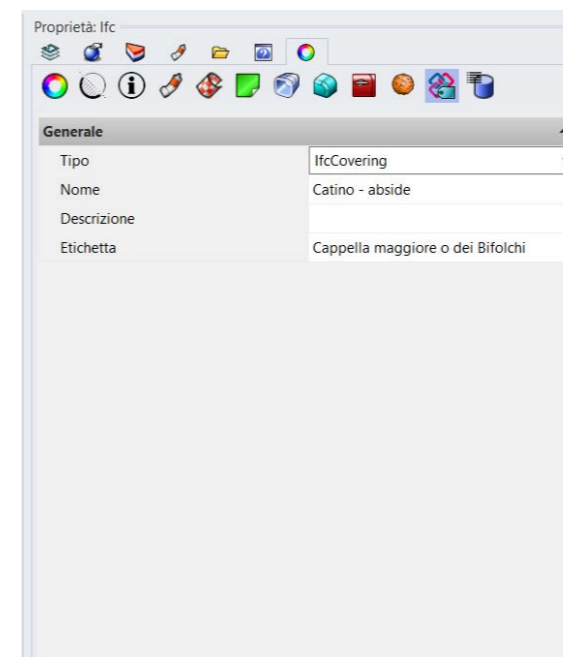 Proprietà: Ifc
Generale
Tipo IfcCovering
Nome Catino - abside
Descrizione
Etichetta Cappella maggiore o dei Bifolchi